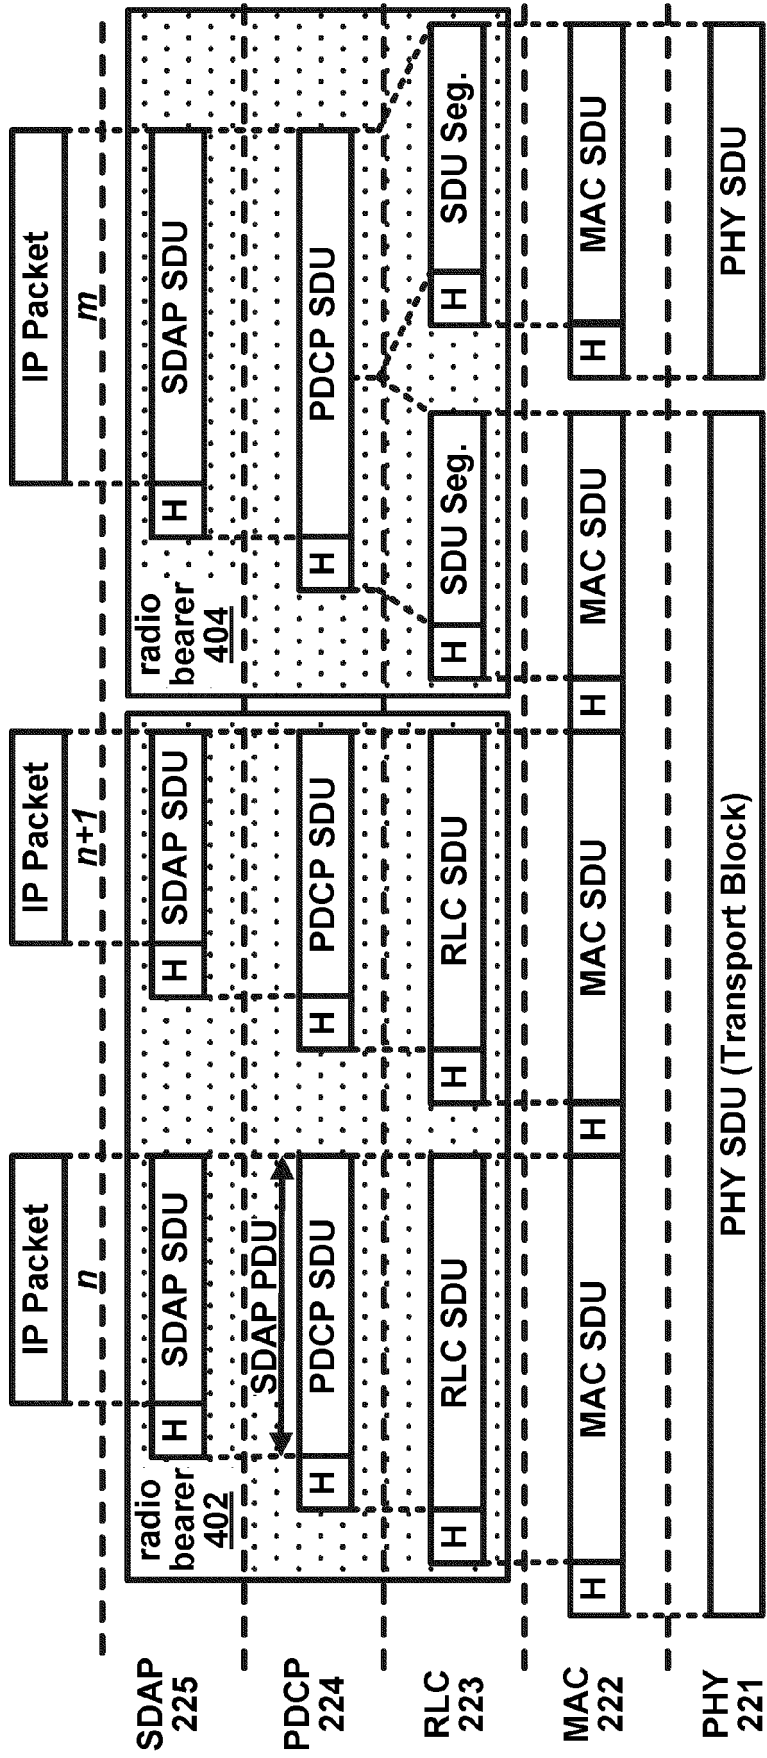 IP Packet
IP Packet
IP Packet
n
n+1
m
SDAP
225
radio
bearer
402
H
SDAP SDU
H
SDAP SDU
radio
bearer
404
H
SDAP SDU
SDAP PDU
PDCP
224
H
PDCP SDU
H
PDCP SDU
H
PDCP SDU
RLC
223
H
RLC SDU
H
RLC SDU
H
SDU Seg.
H
SDU Seg.
MAC
222
H
MAC SDU
H
MAC SDU
H
MAC SDU
H
MAC SDU
PHY
221
PHY SDU (Transport Block)
PHY SDU